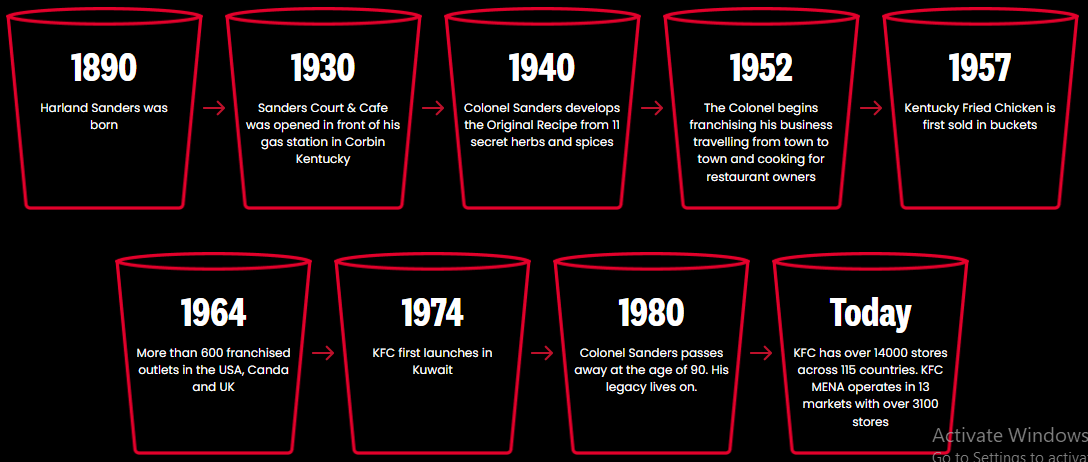 1890
Harland Sanders was
born
1930
Sanders Court & Cafe
was opened in front of his
gas station in Corbin
Kentucky
1940
Colonel Sanders develops
the Original Recipe from 11
secret herbs and spices
1952
The Colonel begins
franchising his business
travelling from town to
town and cooking for
restaurant owners
1957
Kentucky Fried Chicken is
first sold in buckets
1964
More than 600 franchised
outlets in the USA, Canda
and UK
1974
KFC first launches in
Kuwait
1980
Colonel Sanders passes
away at the age of 90. His
legacy lives on.
Today
KFC has over 14000 stores
across 115 countries. KFC
MENA operates in 13
markets with over 3100
stores
Activate Windows
Go to Settings to activa